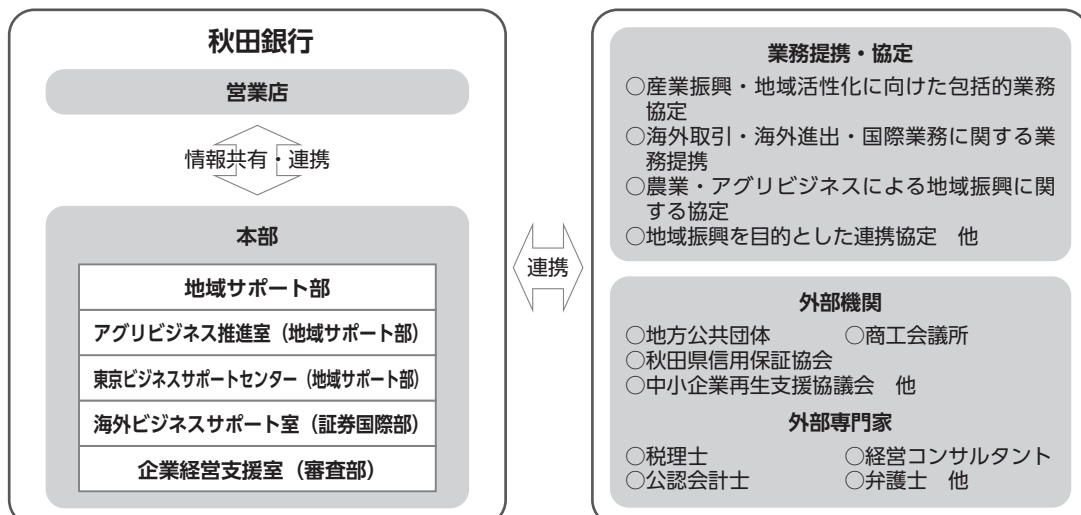 秋田銀行
営業店
情報共有・連携
本部
地域サポート部
アグリビジネス推進室（地域サポート部）
東京ビジネスサポートセンター（地域サポート部）
海外ビジネスサポート室（証券国際部）
企業経営支援室（審査部）
連携
業務提携・協定
○産業振興・地域活性化に向けた包括的業務
協定
○海外取引・海外進出・国際業務に関する業
務提携
○農業・アグリビジネスによる地域振興に関
する協定
○地域振興を目的とした連携協定　他
外部機関
○地方公共団体　○商工会議所
○秋田県信用保証協会
○中小企業再生支援協議会　他
外部専門家
○税理士　○経営コンサルタント
○公認会計士　○弁護士　他